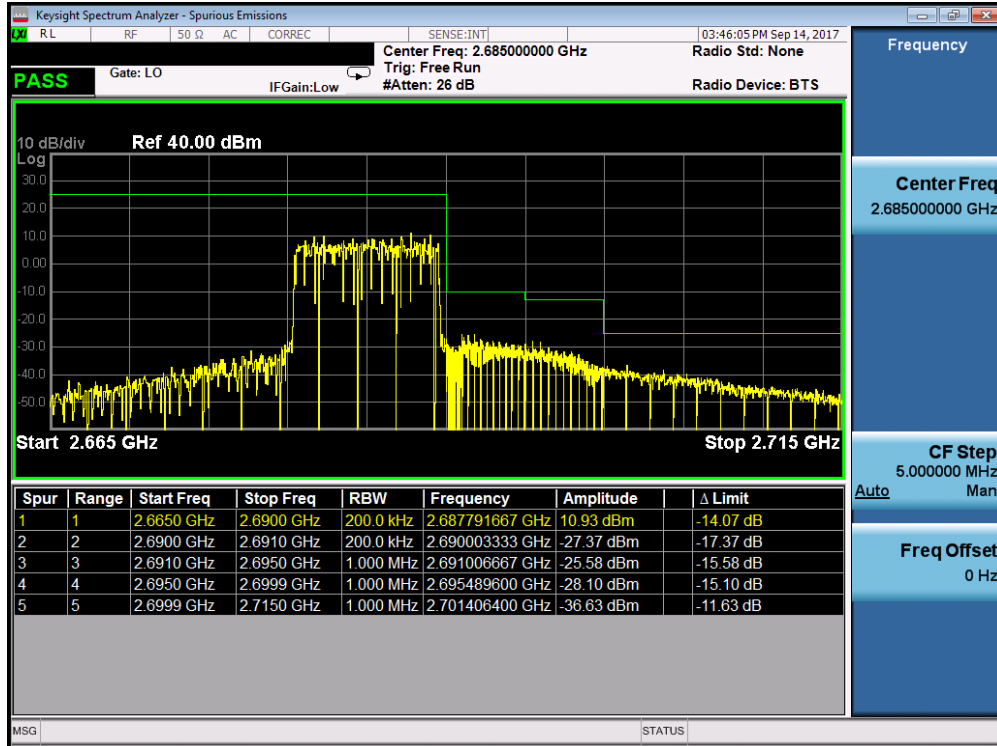 Keysight Spectrum Analyzer - Spurious Emissions
LXI RL RF 50 Ω AC CORREC SENSE:INT 03:46:05 PM Sep 14, 2017
Center Freq: 2.685000000 GHz Radio Std: None
Trig: Free Run
PASS Gate: LO IFGain:Low #Atten: 26 dB Radio Device: BTS
10 dB/div Ref 40.00 dBm
Log
30.0
20.0
10.0
0.00
-10.0
-20.0
-30.0
-40.0
-50.0
Start 2.665 GHz Stop 2.715 GHz
Spur Range Start Freq Stop Freq RBW Frequency Amplitude Δ Limit
1 1 2.6650 GHz 2.6900 GHz 200.0 kHz 2.687791667 GHz 10.93 dBm -14.07 dB
2 2 2.6900 GHz 2.6910 GHz 200.0 kHz 2.690003333 GHz -27.37 dBm -17.37 dB
3 3 2.6910 GHz 2.6950 GHz 1.000 MHz 2.691006667 GHz -25.58 dBm -15.58 dB
4 4 2.6950 GHz 2.6999 GHz 1.000 MHz 2.695489600 GHz -28.10 dBm -15.10 dB
5 5 2.6999 GHz 2.7150 GHz 1.000 MHz 2.701406400 GHz -36.63 dBm -11.63 dB
MSG STATUS
Frequency
Center Freq
2.685000000 GHz
CF Step
5.000000 MHz
Auto Man
Freq Offset
0 Hz